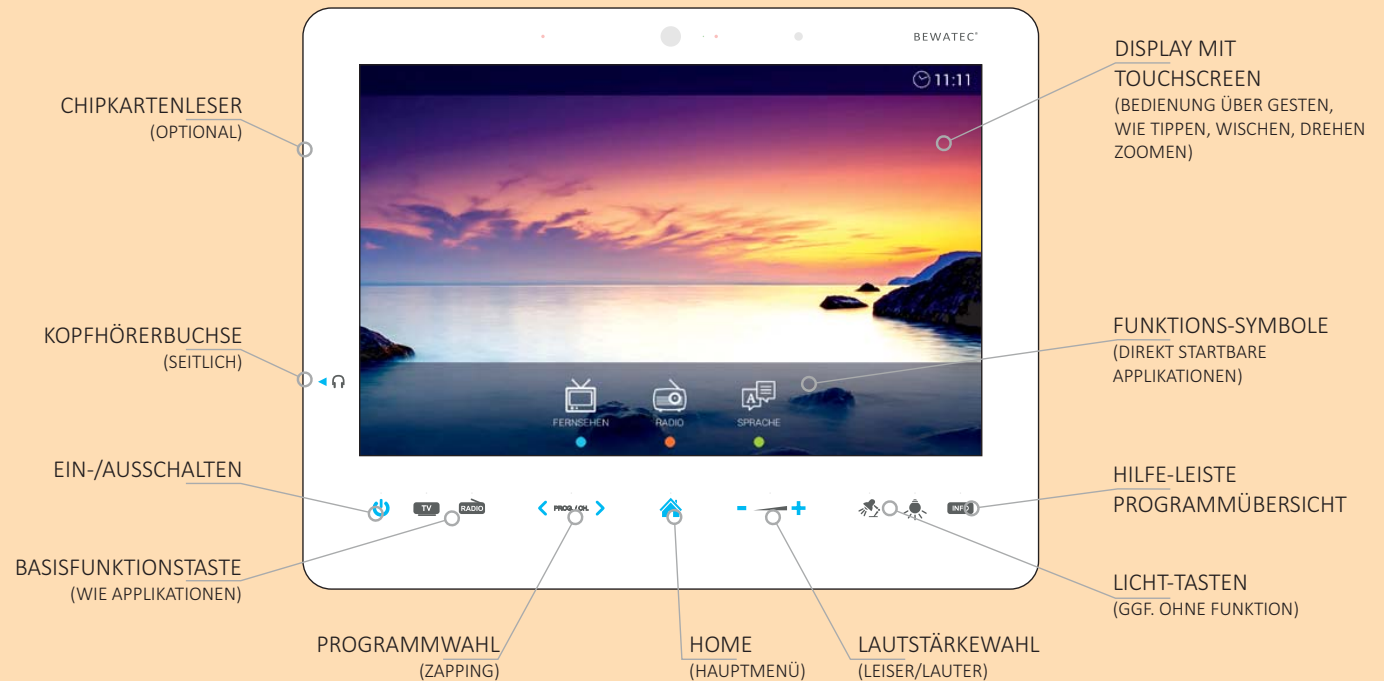 BEWATEC®
11:11
CHIPKARTENLESER
(OPTIONAL)
KOPFHÖRERBUCHSE
(SEITLICH)
EIN-/AUSSCHALTEN
BASISFUNKTIONSTASTE
(WIE APPLIKATIONEN)
DISPLAY MIT
TOUCHSCREEN
(BEDIENUNG ÜBER GESTEN,
WIE TIPPEN, WISCHEN, DREHEN
ZOOMEN)
FUNKTIONS-SYMBOLE
(DIREKT STARTBARE
APPLIKATIONEN)
HILFE-LEISTE
PROGRAMMÜBERSICHT
LICHT-TASTEN
(GGF. OHNE FUNKTION)
A
FERNSEHEN
RADIO
SPRACHE
TV
RADIO
PROG. / CH.
INFO
PROGRAMMWAHL
(ZAPPING)
HOME
(HAUPTMENÜ)
LAUTSTÄRKEWAHL
(LEISER/LAUTER)